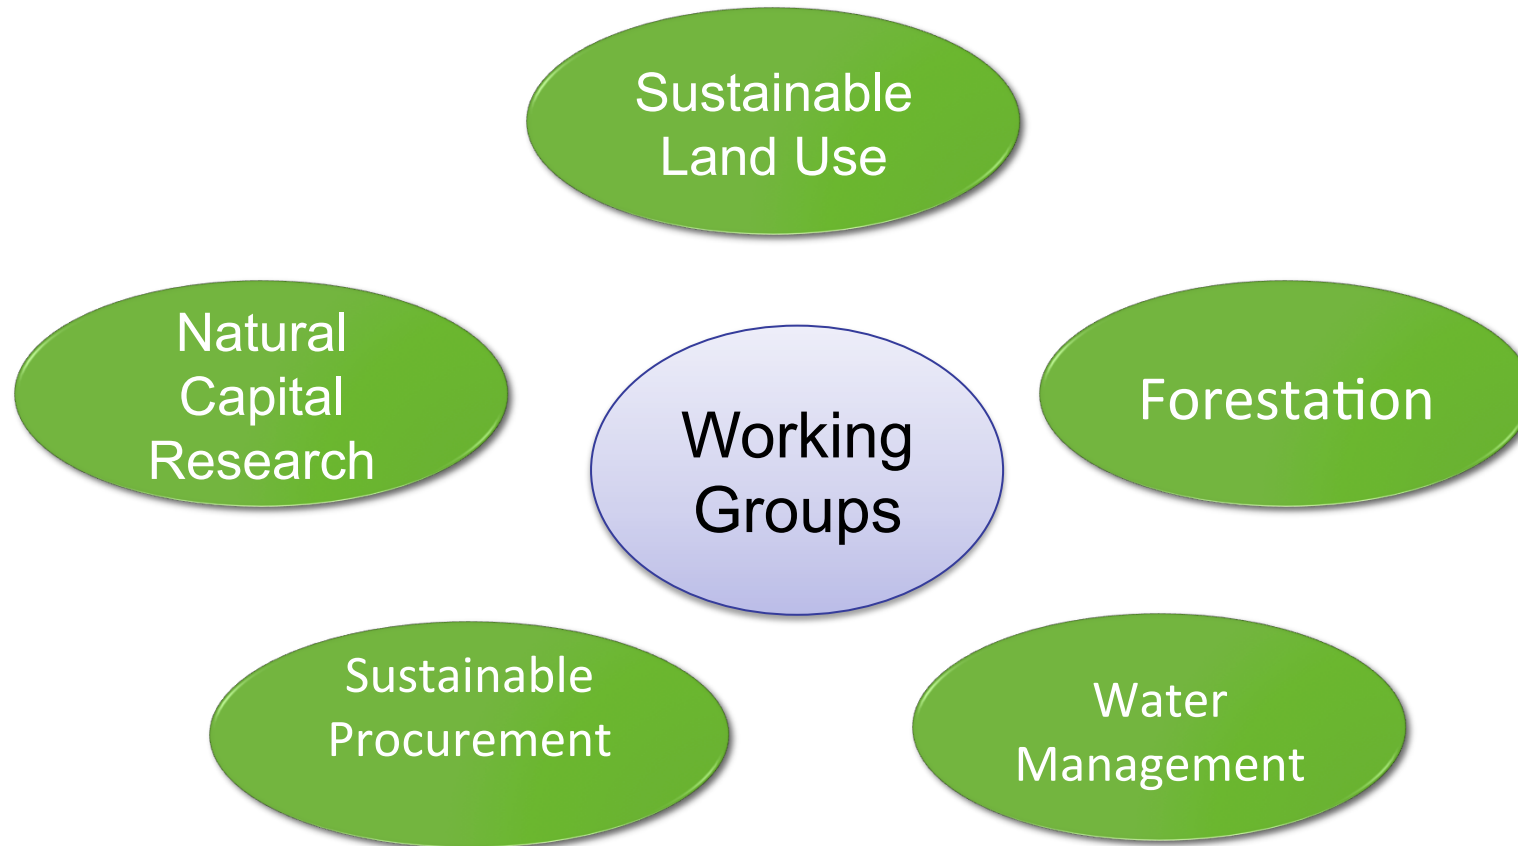 Sustainable
Land Use
Natural
Capital
Research
Working
Groups
Forestation
Sustainable
Procurement
Water
Management